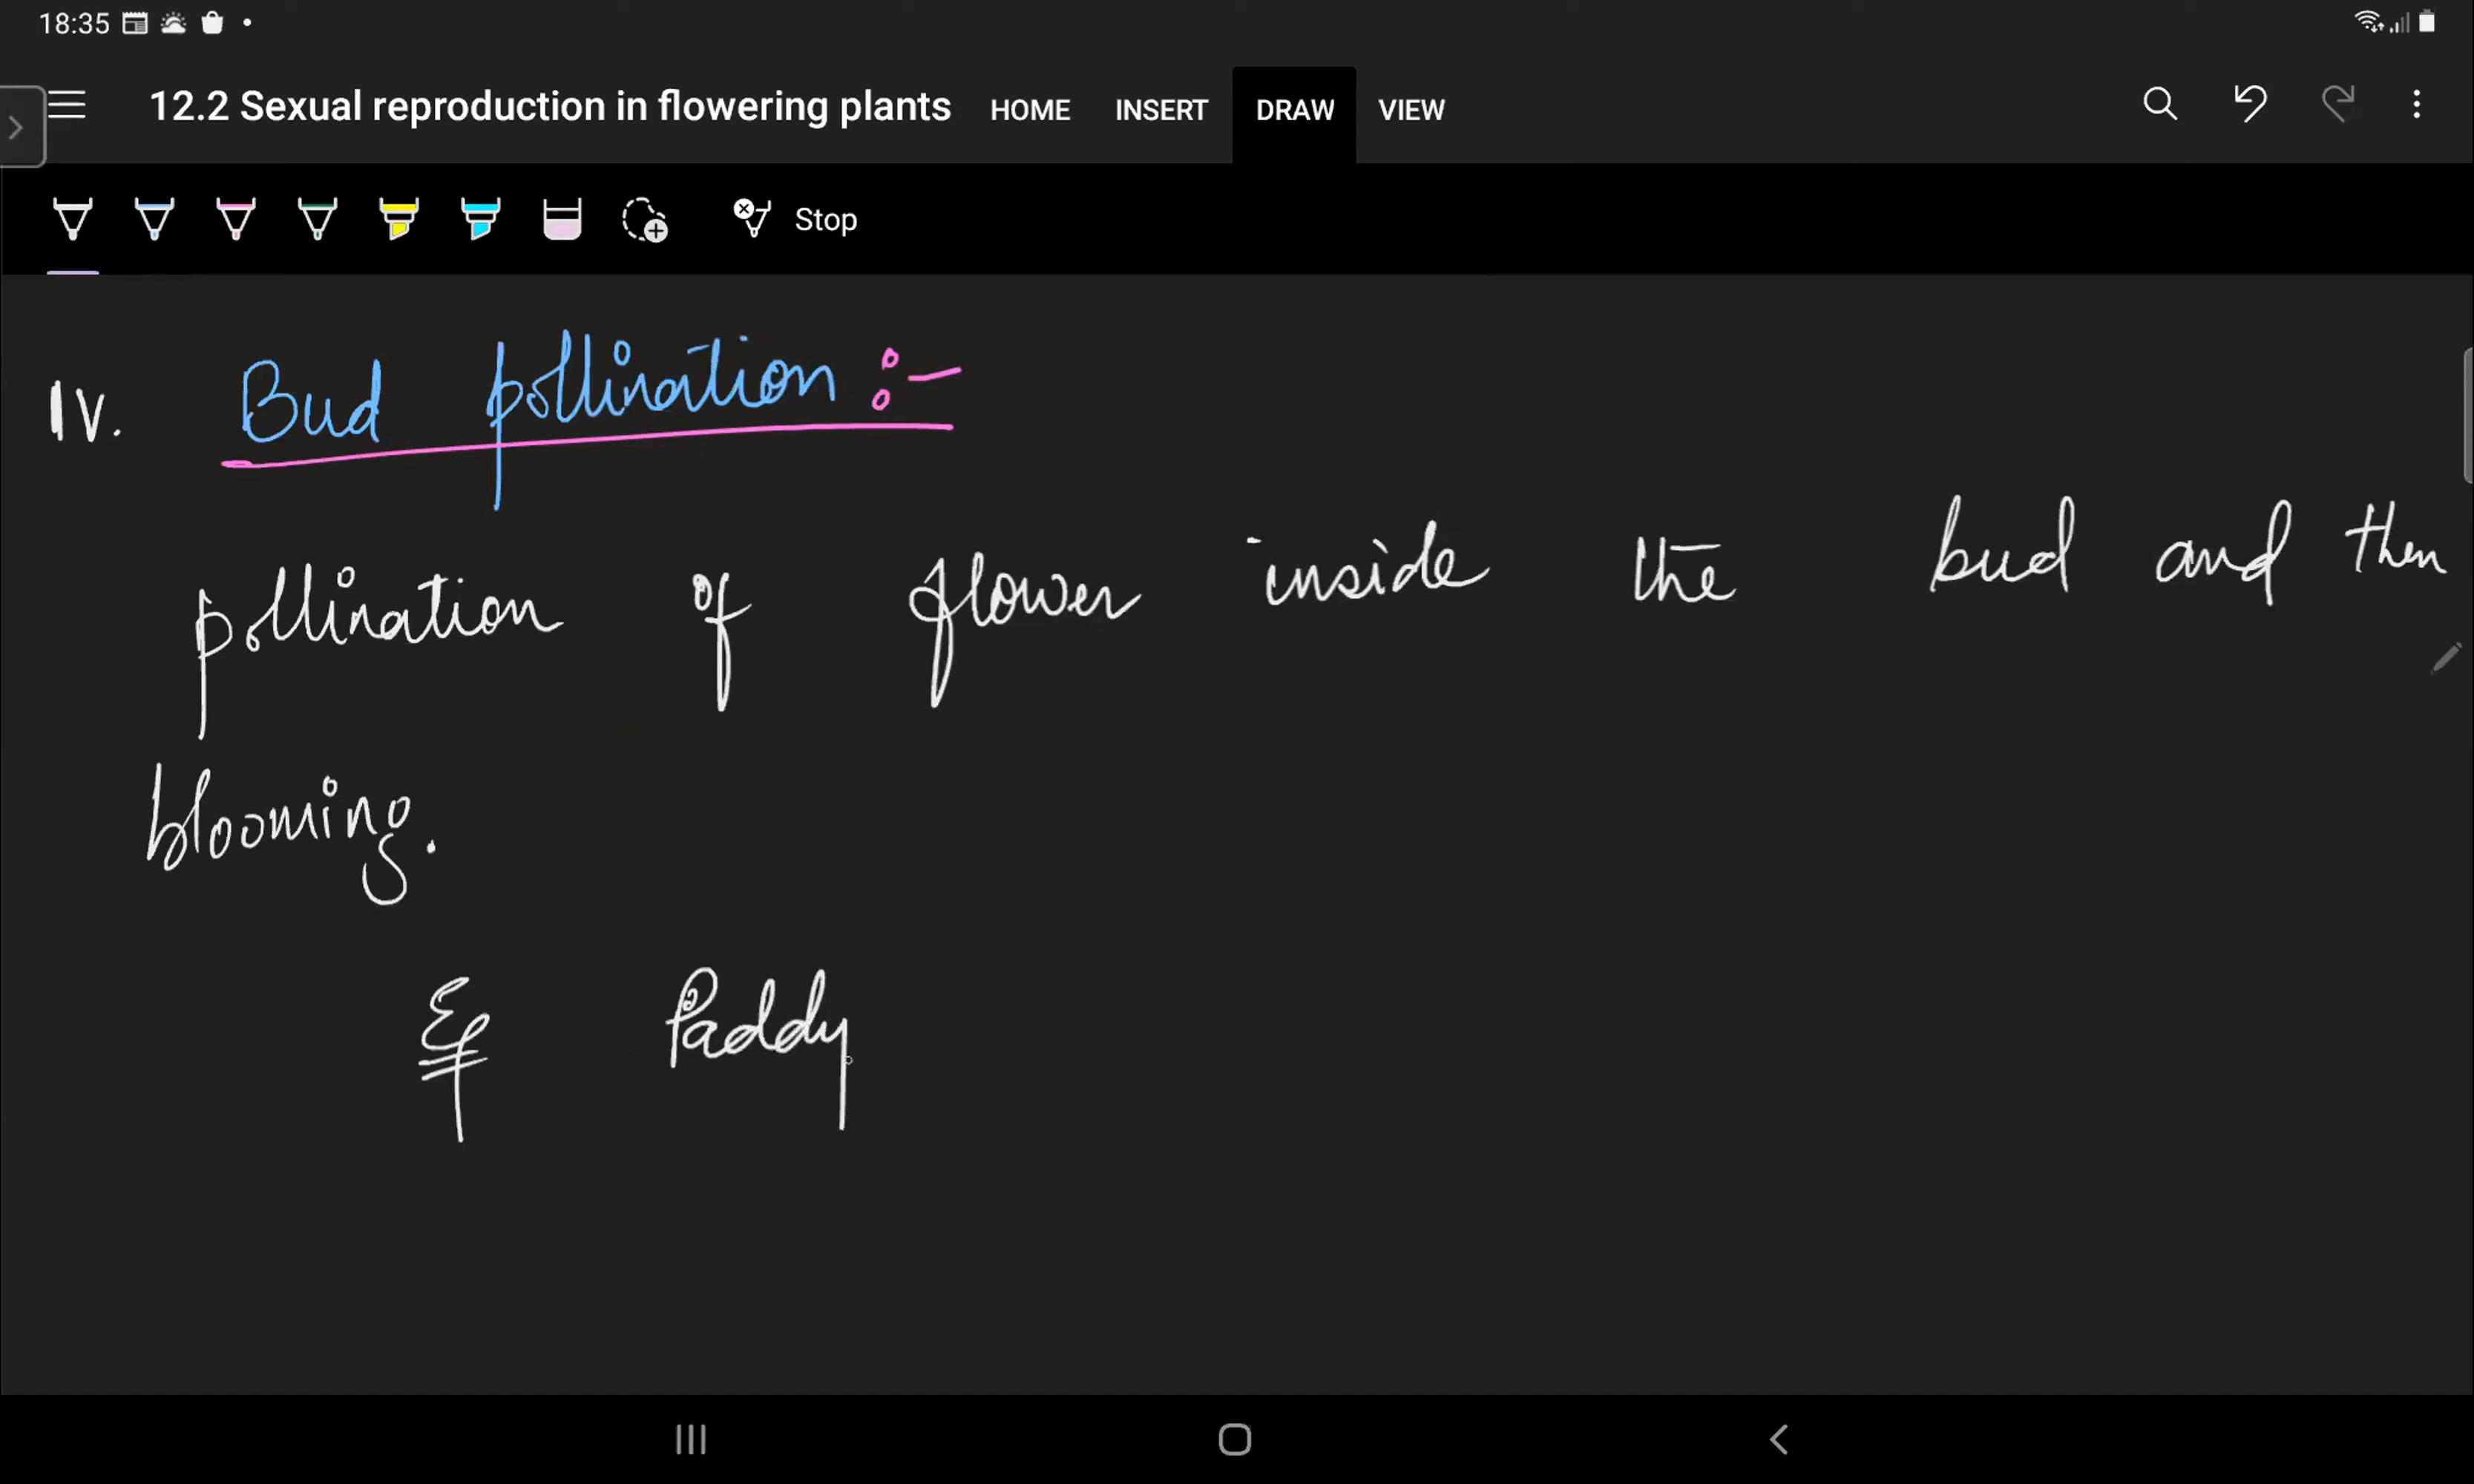 18:35
12.2 Sexual reproduction in flowering plants HOME INSERT DRAW VIEW
Stop
IV. Bud pollination :-
pollination of flower inside the bud and then
blooming.
Eg Paddy